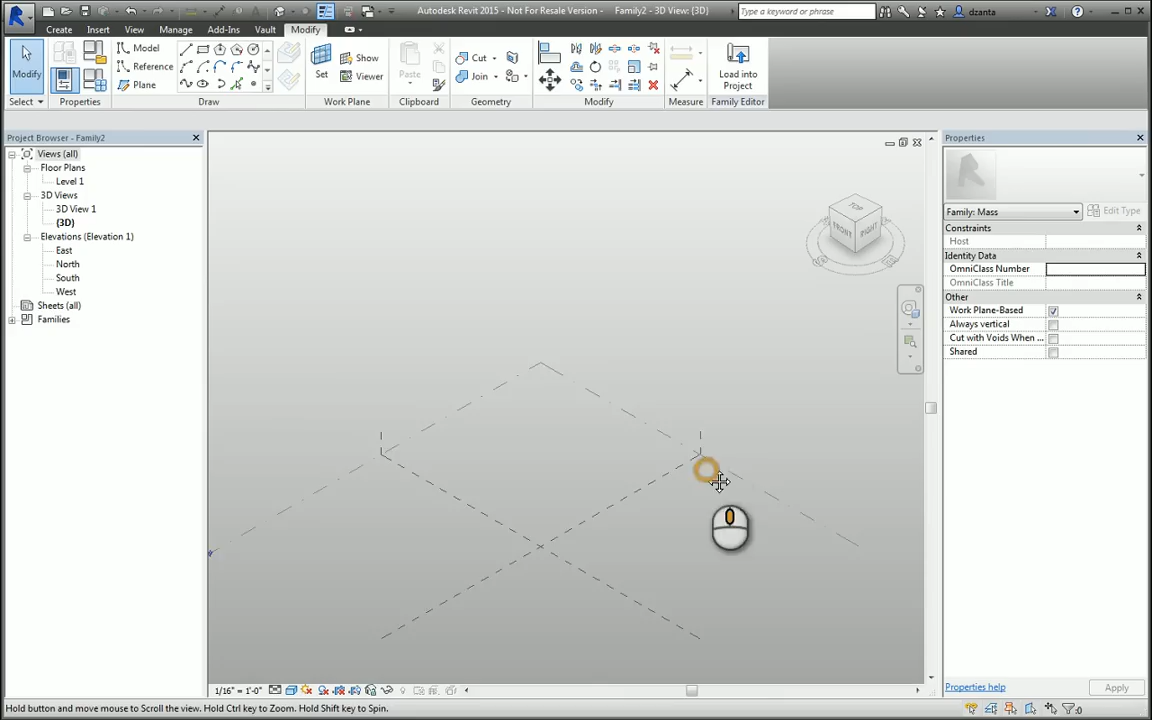 Autodesk Revit 2015 - Not For Resale Version - Family2 - 3D View: {3D}
Type a keyword or phrase
dzanta
Create Insert View Manage Add-Ins Vault Modify
Modify
Model
Reference
Plane
Set
Show
Viewer
Paste
Cut
Join
Load into
Project
Select
Properties
Draw
Work Plane
Clipboard
Geometry
Modify
Measure
Family Editor
Project Browser - Family2
Views (all)
Floor Plans
Level 1
3D Views
3D View 1
{3D}
Elevations (Elevation 1)
East
North
South
West
Sheets (all)
Families
TOP
FRONT
RIGHT
Properties
Family: Mass
Edit Type
Constraints
Host
Identity Data
OmniClass Number
OmniClass Title
Other
Work Plane-Based
Always vertical
Cut with Voids When ...
Shared
Properties help
Apply
1/16" = 1'-0"
Hold button and move mouse to Scroll the view. Hold Ctrl key to Zoom. Hold Shift key to Spin.
:0